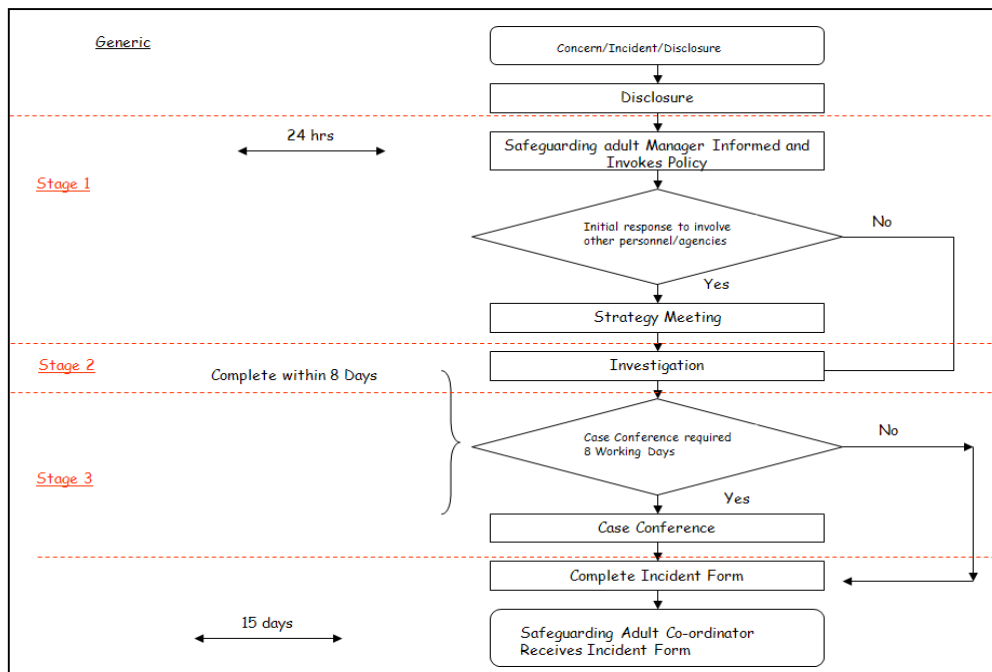 Generic
Concern/Incident/Disclosure
Disclosure
24 hrs
Safeguarding adult Manager Informed and
Invokes Policy
Stage 1
Initial response to involve
other personnel/agencies
No
Yes
Strategy Meeting
Stage 2
Investigation
Complete within 8 Days
Case Conference required
8 Working Days
No
Stage 3
Yes
Case Conference
Complete Incident Form
15 days
Safeguarding Adult Co-ordinator
Receives Incident Form